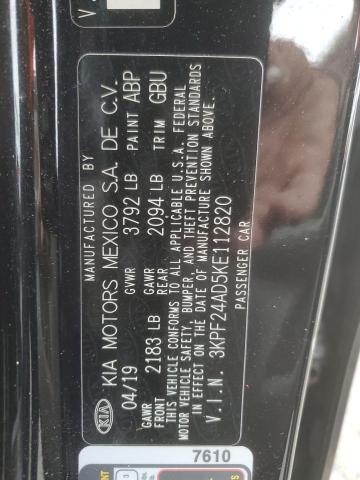 MANUFACTURED BY
KIA KIA MOTORS MEXICO S.A. DE C.V.
04/19 GVWR 3792 LB PAINT ABP
GAWR FRONT 2183 LB GAWR REAR 2094 LB TRIM GBU
THIS VEHICLE CONFORMS TO ALL APPLICABLE U.S.A. FEDERAL
MOTOR VEHICLE SAFETY, BUMPER, AND THEFT PREVENTION STANDARDS
IN EFFECT ON THE DATE OF MANUFACTURE SHOWN ABOVE.
V.I.N. 3KPF24AD5KE112820
PASSENGER CAR
7610